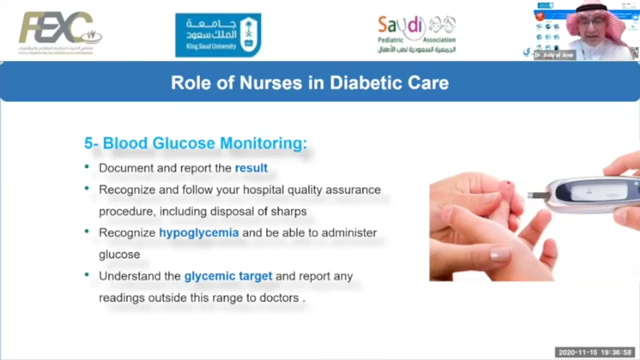 FEXC
جامعة
الملك سعود
King Saud University
Saudi
Pediatric Association
الجمعية السعودية لطب الأطفال
Role of Nurses in Diabetic Care
5- Blood Glucose Monitoring:
• Document and report the result
• Recognize and follow your hospital quality assurance
procedure, including disposal of sharps
• Recognize hypoglycemia and be able to administer
glucose
• Understand the glycemic target and report any
readings outside this range to doctors .
2020-11-15 19:36:58